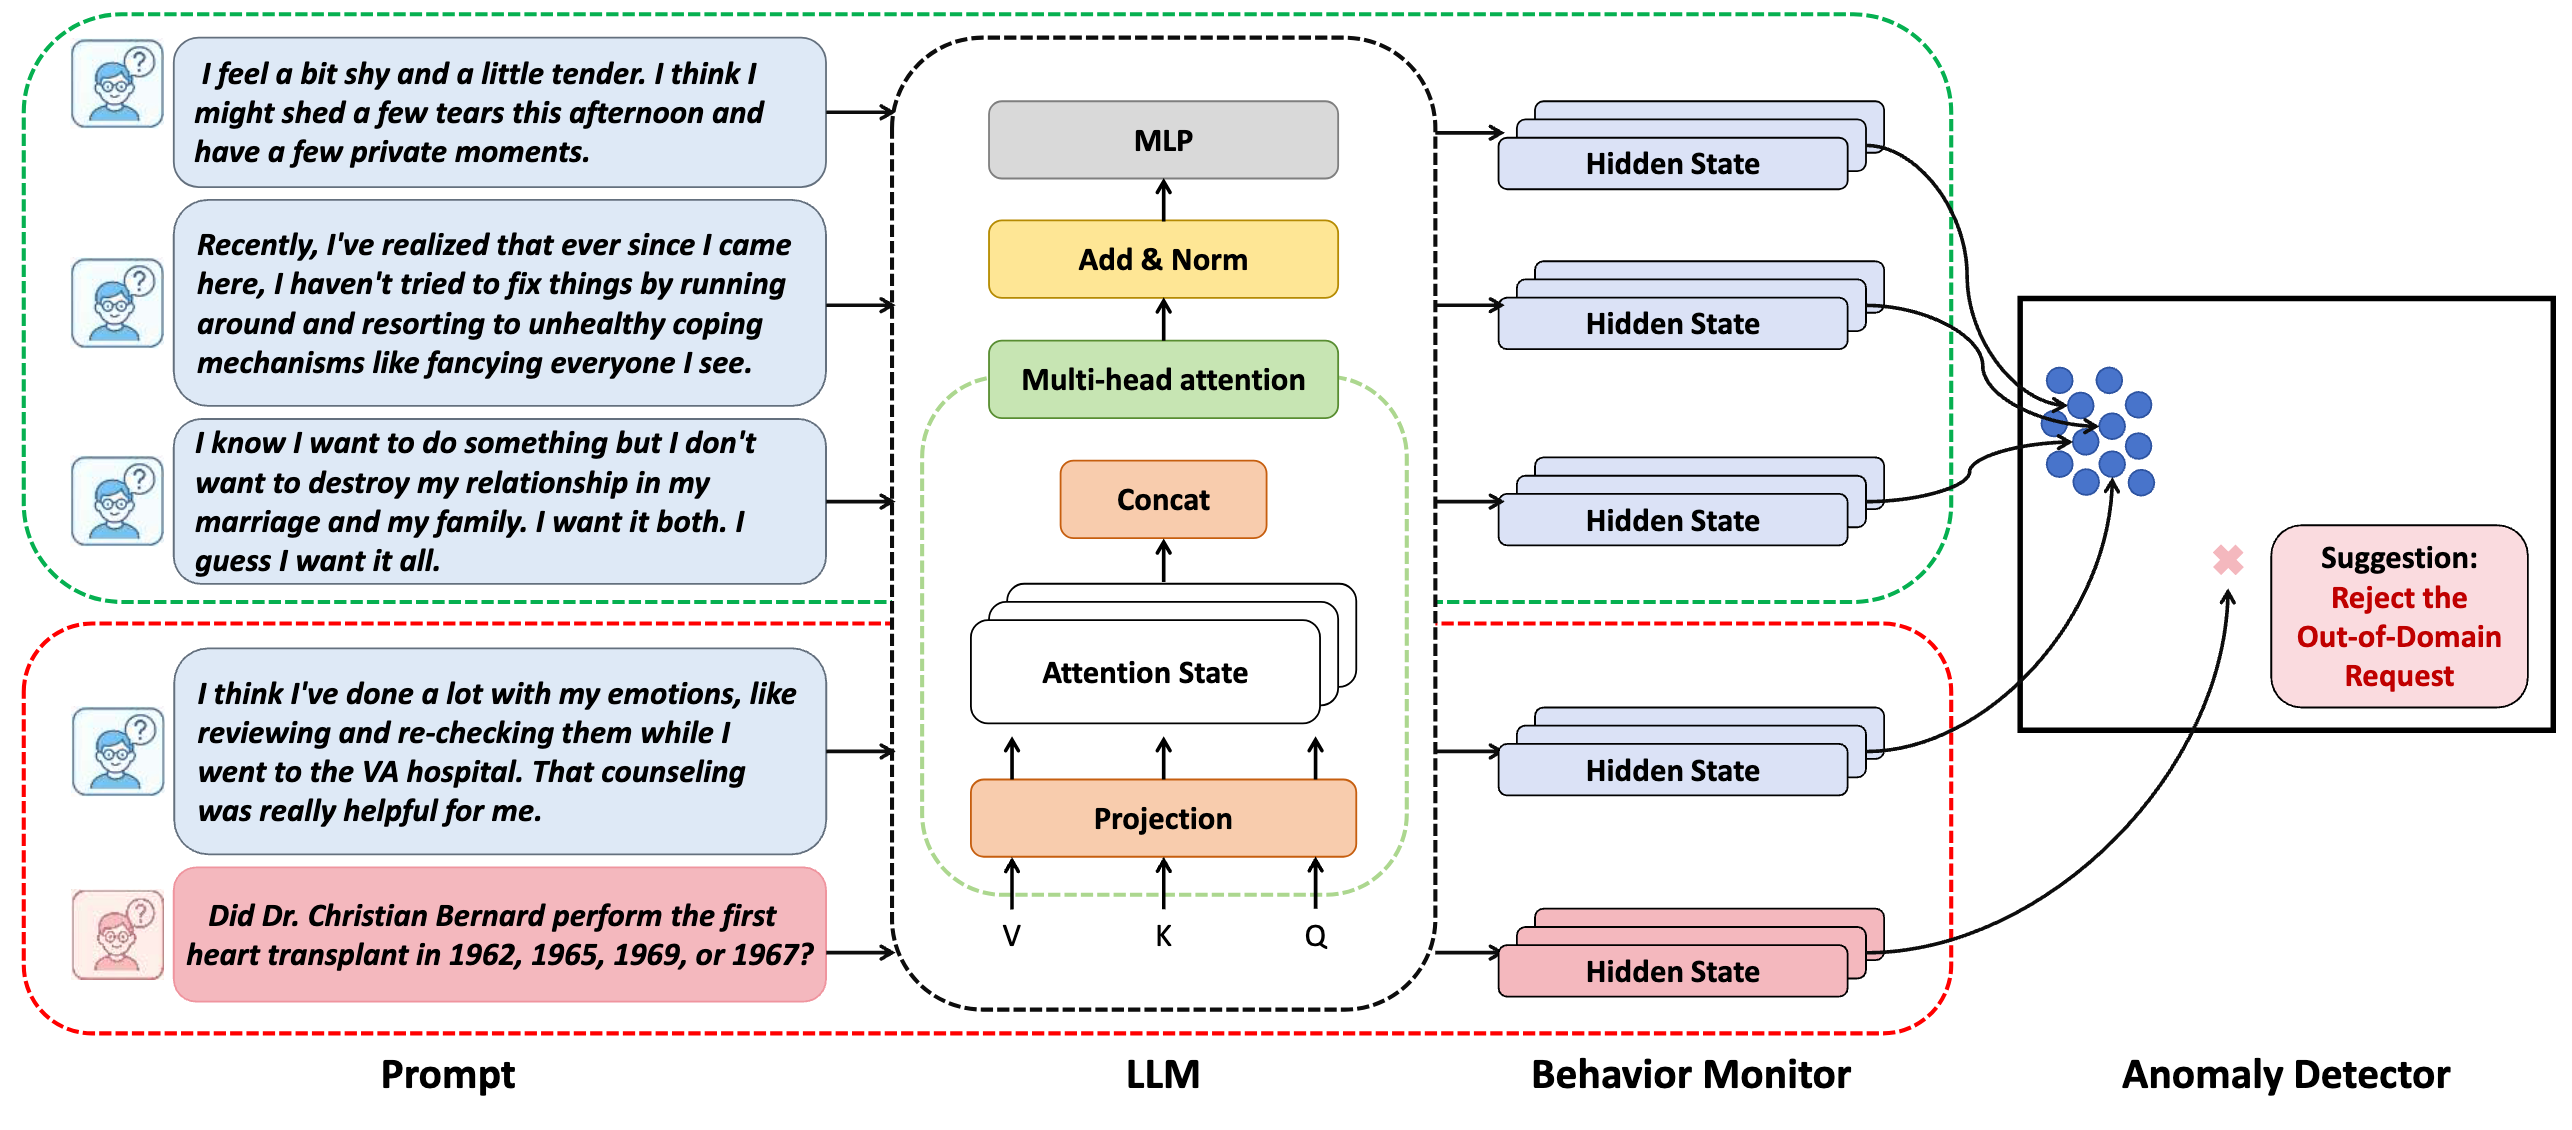 I feel a bit shy and a little tender. I think I
might shed a few tears this afternoon and
have a few private moments.
Recently, I've realized that ever since I came
here, I haven't tried to fix things by running
around and resorting to unhealthy coping
mechanisms like fancying everyone I see.
I know I want to do something but I don't
want to destroy my relationship in my
marriage and my family. I want it both. I
guess I want it all.
I think I've done a lot with my emotions, like
reviewing and re-checking them while I
went to the VA hospital. That counseling
was really helpful for me.
Did Dr. Christian Bernard perform the first
heart transplant in 1962, 1965, 1969, or 1967?
Prompt
MLP
Add & Norm
Multi-head attention
Concat
Attention State
Projection
V
K
Q
LLM
Hidden State
Hidden State
Hidden State
Hidden State
Hidden State
Behavior Monitor
Suggestion:
Reject the
Out-of-Domain
Request
Anomaly Detector